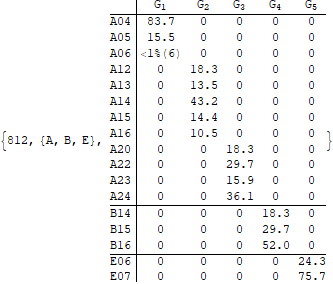 G1 G2 G3 G4 G5
A04 83.7 0 0 0 0
A05 15.5 0 0 0 0
A06 <1%(6) 0 0 0 0
A12 0 18.3 0 0 0
A13 0 13.5 0 0 0
A14 0 43.2 0 0 0
A15 0 14.4 0 0 0
{812, {A, B, E}, A16 0 10.5 0 0 0 }
A20 0 0 18.3 0 0
A22 0 0 29.7 0 0
A23 0 0 15.9 0 0
A24 0 0 36.1 0 0
B14 0 0 0 18.3 0
B15 0 0 0 29.7 0
B16 0 0 0 52.0 0
E06 0 0 0 0 24.3
E07 0 0 0 0 75.7